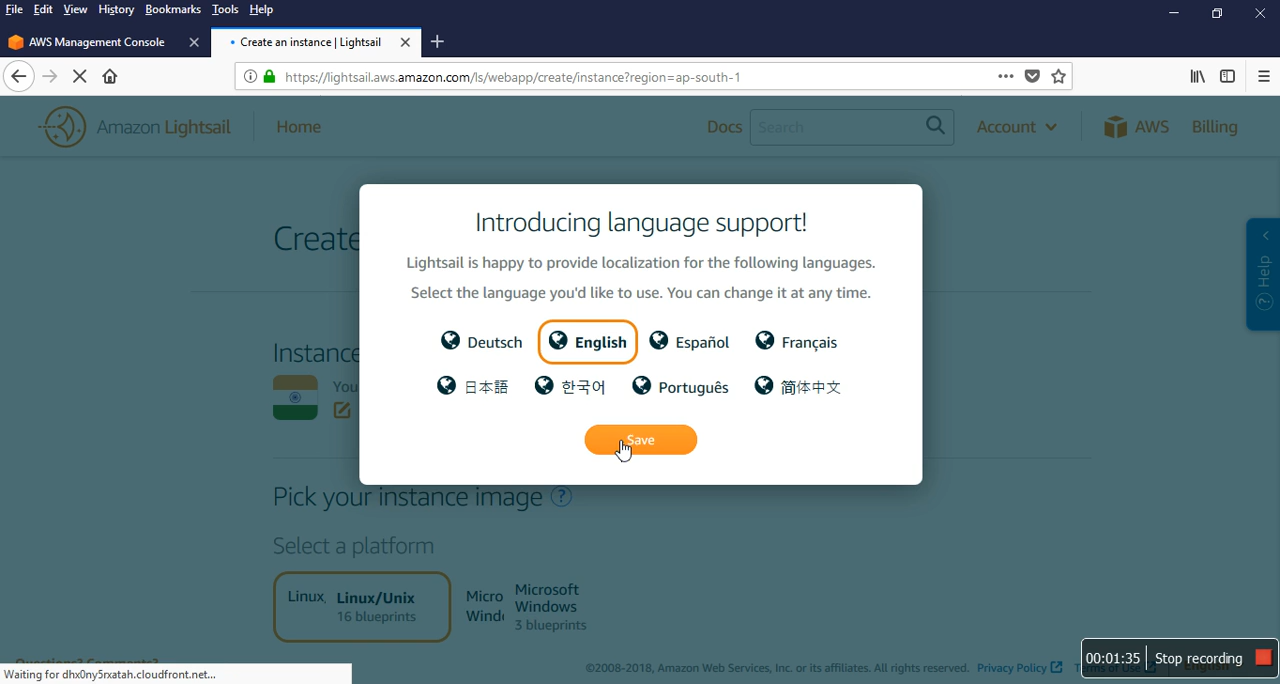 File Edit View History Bookmarks Tools Help
AWS Management Console
Create an instance | Lightsail
https://lightsail.aws.amazon.com/ls/webapp/create/instance?region=ap-south-1
Amazon Lightsail
Home
Docs
Search
Account
AWS
Billing
Create
Help
Introducing language support!
Lightsail is happy to provide localization for the following languages.
Select the language you'd like to use. You can change it at any time.
Deutsch English Español Français
日本語 한국어 Português 简体中文
Save
Instance
You
Pick your instance image ?
Select a platform
Linux, Linux/Unix
16 blueprints
Micro Microsoft
Windows
3 blueprints
Questions? Comments?
©2008-2018, Amazon Web Services, Inc. or its affiliates. All rights reserved. Privacy Policy Terms of Use English
Waiting for dhx0ny5rxatah.cloudfront.net...
00:01:35 Stop recording